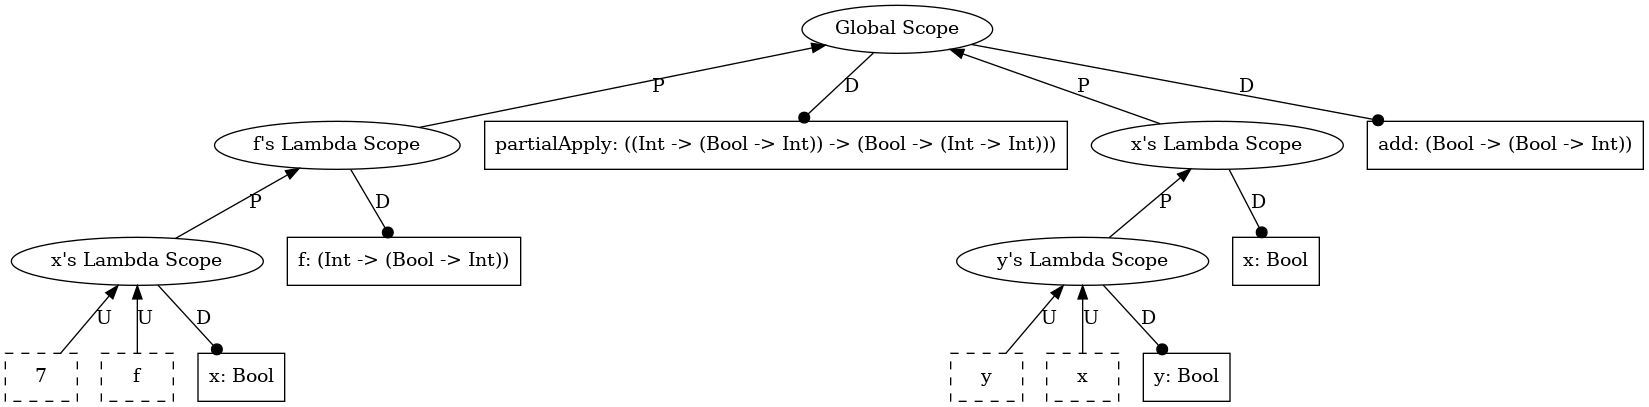 Global Scope
P
D
P
D
f's Lambda Scope
partialApply: ((Int -> (Bool -> Int)) -> (Bool -> (Int -> Int)))
x's Lambda Scope
add: (Bool -> (Bool -> Int))
P
D
P
D
x's Lambda Scope
f: (Int -> (Bool -> Int))
y's Lambda Scope
x: Bool
U
U
D
U
U
D
7
f
x: Bool
y
x
y: Bool